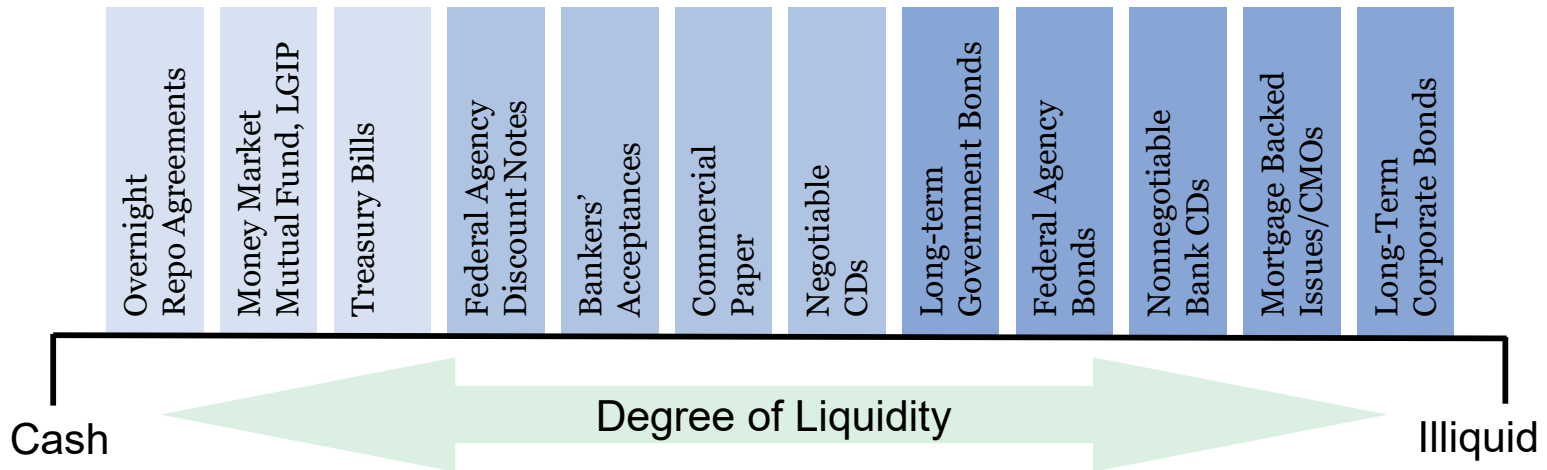 Overnight
Repo Agreements
Money Market
Mutual Fund, LGIP
Treasury Bills
Federal Agency
Discount Notes
Bankers’
Acceptances
Commercial
Paper
Negotiable
CDs
Long-term
Government Bonds
Federal Agency
Bonds
Nonnegotiable
Bank CDs
Mortgage Backed
Issues/CMOs
Long-Term
Corporate Bonds
Cash
Degree of Liquidity
Illiquid